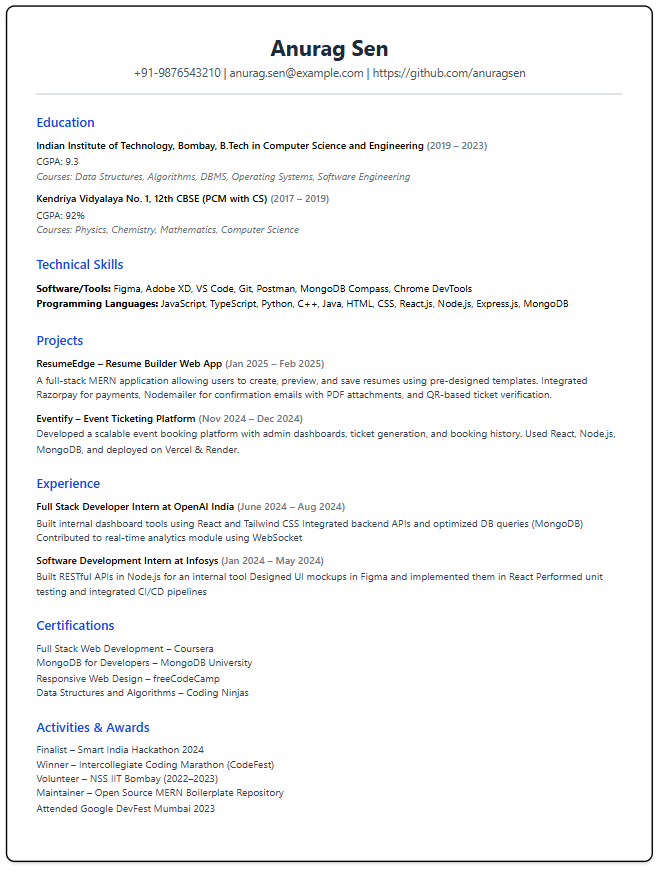 Anurag Sen
+91-9876543210 | anurag.sen@example.com | https://github.com/anuragsen
Education
Indian Institute of Technology, Bombay, B.Tech in Computer Science and Engineering (2019 – 2023)
CGPA: 9.3
Courses: Data Structures, Algorithms, DBMS, Operating Systems, Software Engineering
Kendriya Vidyalaya No. 1, 12th CBSE (PCM with CS) (2017 – 2019)
CGPA: 92%
Courses: Physics, Chemistry, Mathematics, Computer Science
Technical Skills
Software/Tools: Figma, Adobe XD, VS Code, Git, Postman, MongoDB Compass, Chrome DevTools
Programming Languages: JavaScript, TypeScript, Python, C++, Java, HTML, CSS, React.js, Node.js, Express.js, MongoDB
Projects
ResumeEdge – Resume Builder Web App (Jan 2025 – Feb 2025)
A full-stack MERN application allowing users to create, preview, and save resumes using pre-designed templates. Integrated
Razorpay for payments, Nodemailer for confirmation emails with PDF attachments, and QR-based ticket verification.
Eventify – Event Ticketing Platform (Nov 2024 – Dec 2024)
Developed a scalable event booking platform with admin dashboards, ticket generation, and booking history. Used React, Node.js,
MongoDB, and deployed on Vercel & Render.
Experience
Full Stack Developer Intern at OpenAI India (June 2024 – Aug 2024)
Built internal dashboard tools using React and Tailwind CSS Integrated backend APIs and optimized DB queries (MongoDB)
Contributed to real-time analytics module using WebSocket
Software Development Intern at Infosys (Jan 2024 – May 2024)
Built RESTful APIs in Node.js for an internal tool Designed UI mockups in Figma and implemented them in React Performed unit
testing and integrated CI/CD pipelines
Certifications
Full Stack Web Development – Coursera
MongoDB for Developers – MongoDB University
Responsive Web Design – freeCodeCamp
Data Structures and Algorithms – Coding Ninjas
Activities & Awards
Finalist – Smart India Hackathon 2024
Winner – Intercollegiate Coding Marathon (CodeFest)
Volunteer – NSS IIT Bombay (2022–2023)
Maintainer – Open Source MERN Boilerplate Repository
Attended Google DevFest Mumbai 2023